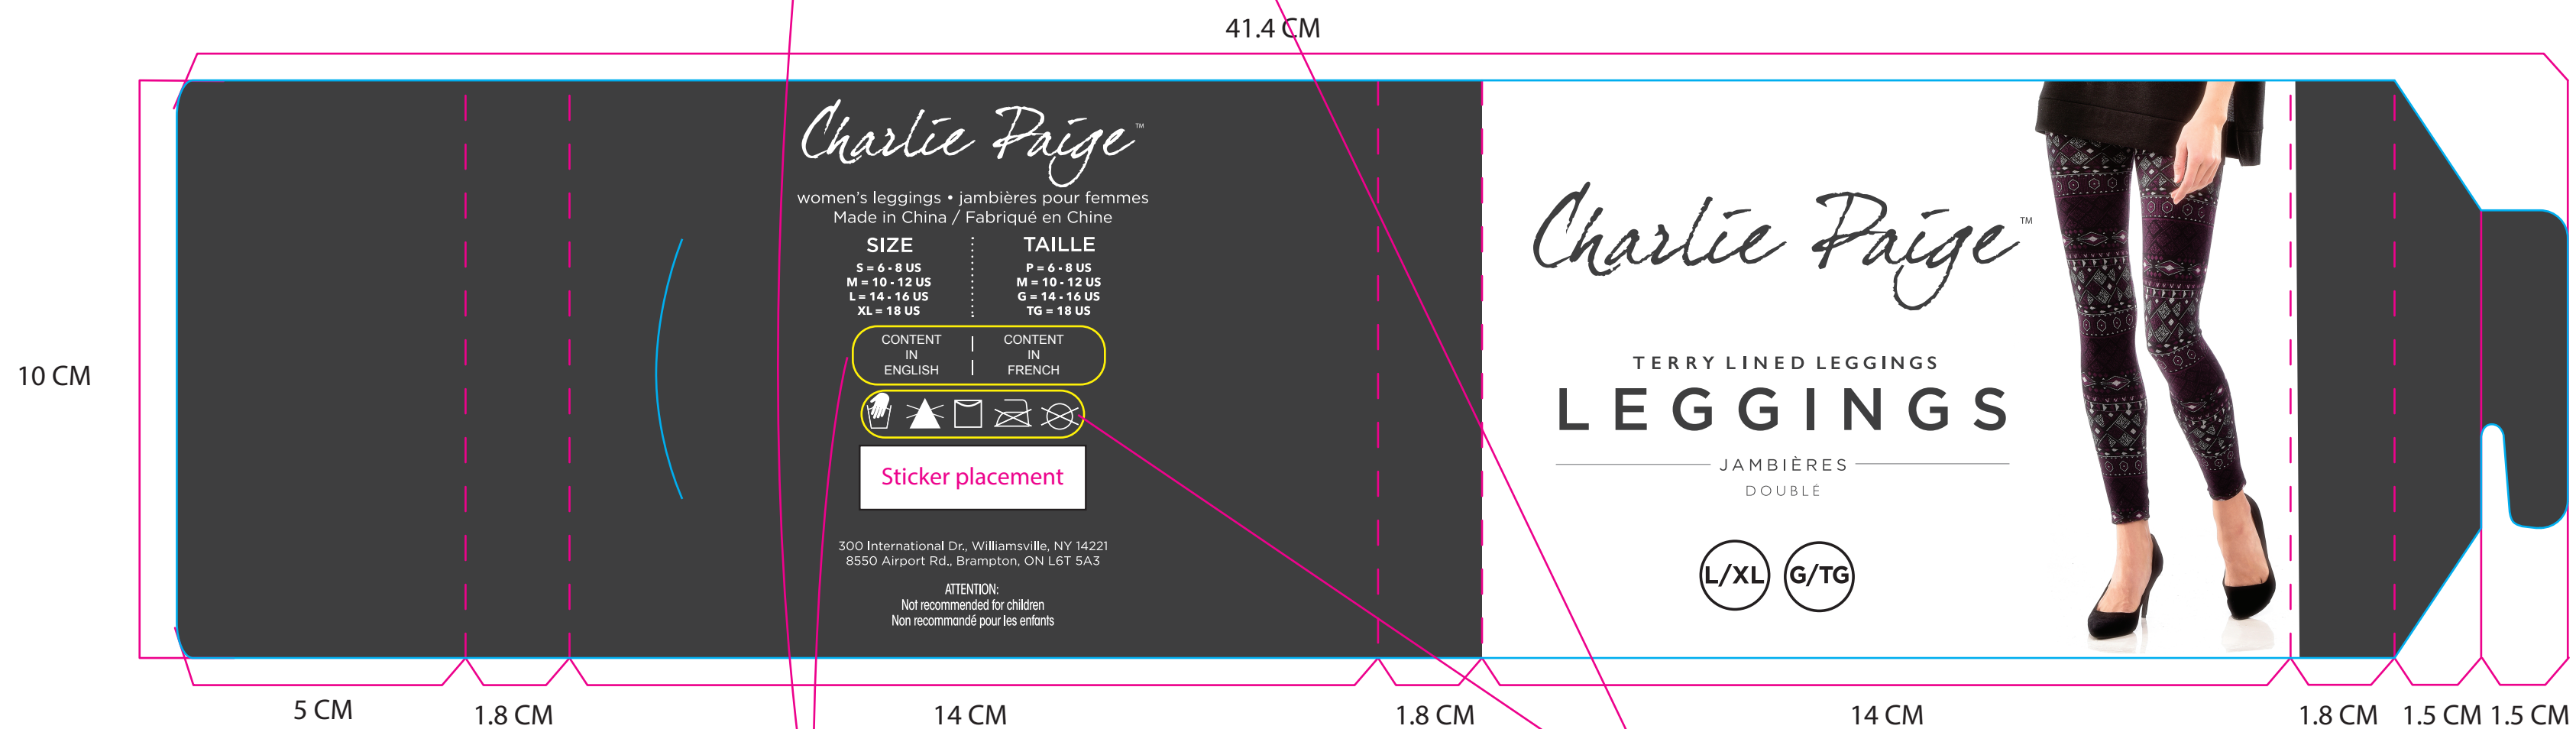 41.4 CM
10 CM
Charlie Paige™
women's leggings • jambières pour femmes
Made in China / Fabriqué en Chine
SIZE
S = 6 - 8 US
M = 10 - 12 US
L = 14 - 16 US
XL = 18 US
TAILLE
P = 6 - 8 US
M = 10 - 12 US
G = 14 - 16 US
TG = 18 US
CONTENT
IN
ENGLISH
CONTENT
IN
FRENCH
Sticker placement
300 International Dr., Williamsville, NY 14221
8550 Airport Rd., Brampton, ON L6T 5A3
ATTENTION:
Not recommended for children
Non recommandé pour les enfants
Charlie Paige™
TERRY LINED LEGGINGS
LEGGINGS
JAMBIÈRES
DOUBLÉ
L/XL G/TG
5 CM 1.8 CM 14 CM 1.8 CM 14 CM 1.8 CM 1.5 CM 1.5 CM